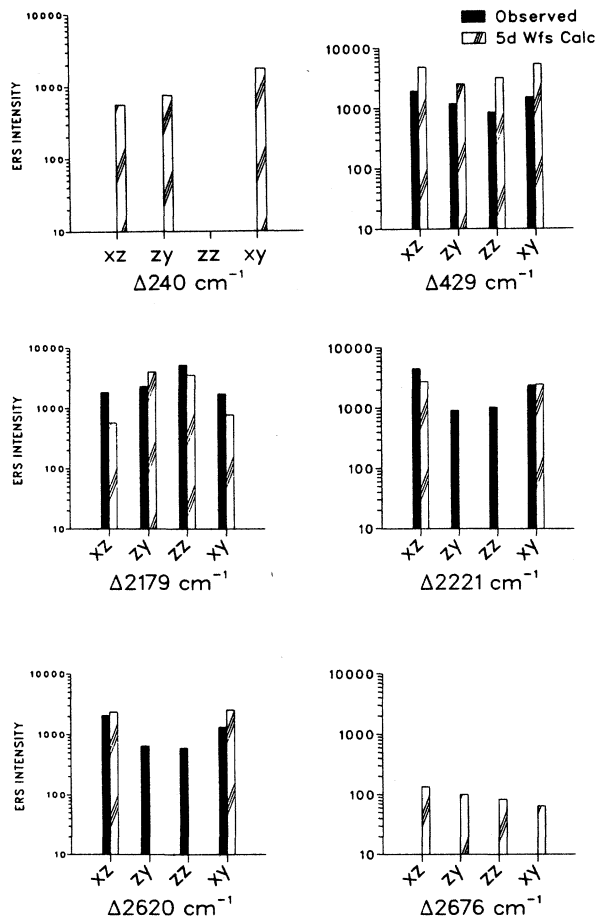 Observed
5d Wfs Calc
10000
1000
100
10
ERS INTENSITY
xz zy zz xy
Δ240 cm⁻¹
10000
1000
100
10
xz zy zz xy
Δ429 cm⁻¹
10000
1000
100
10
ERS INTENSITY
xz zy zz xy
Δ2179 cm⁻¹
10000
1000
100
10
xz zy zz xy
Δ2221 cm⁻¹
10000
1000
100
10
ERS INTENSITY
xz zy zz xy
Δ2620 cm⁻¹
10000
1000
100
10
xz zy zz xy
Δ2676 cm⁻¹